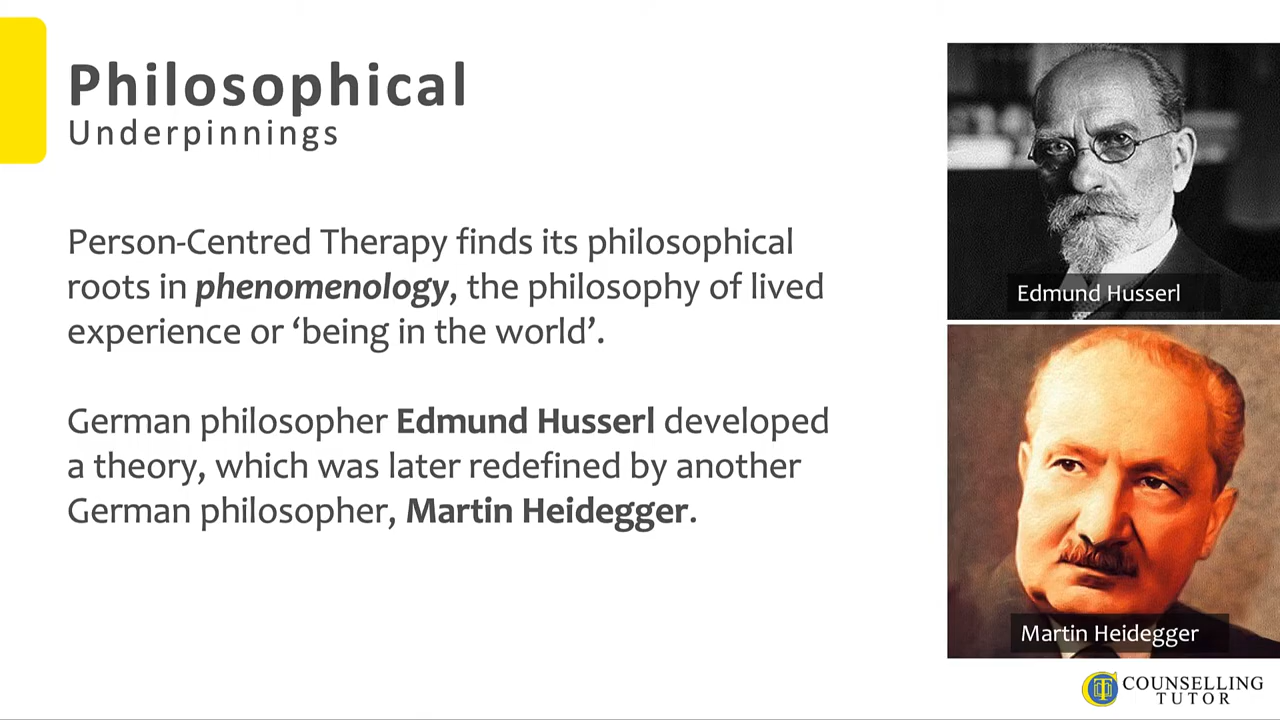 Philosophical
Underpinnings
Person-Centred Therapy finds its philosophical
roots in phenomenology, the philosophy of lived
experience or ‘being in the world’.
German philosopher Edmund Husserl developed
a theory, which was later redefined by another
German philosopher, Martin Heidegger.
Edmund Husserl
Martin Heidegger
COUNSELLING
TUTOR